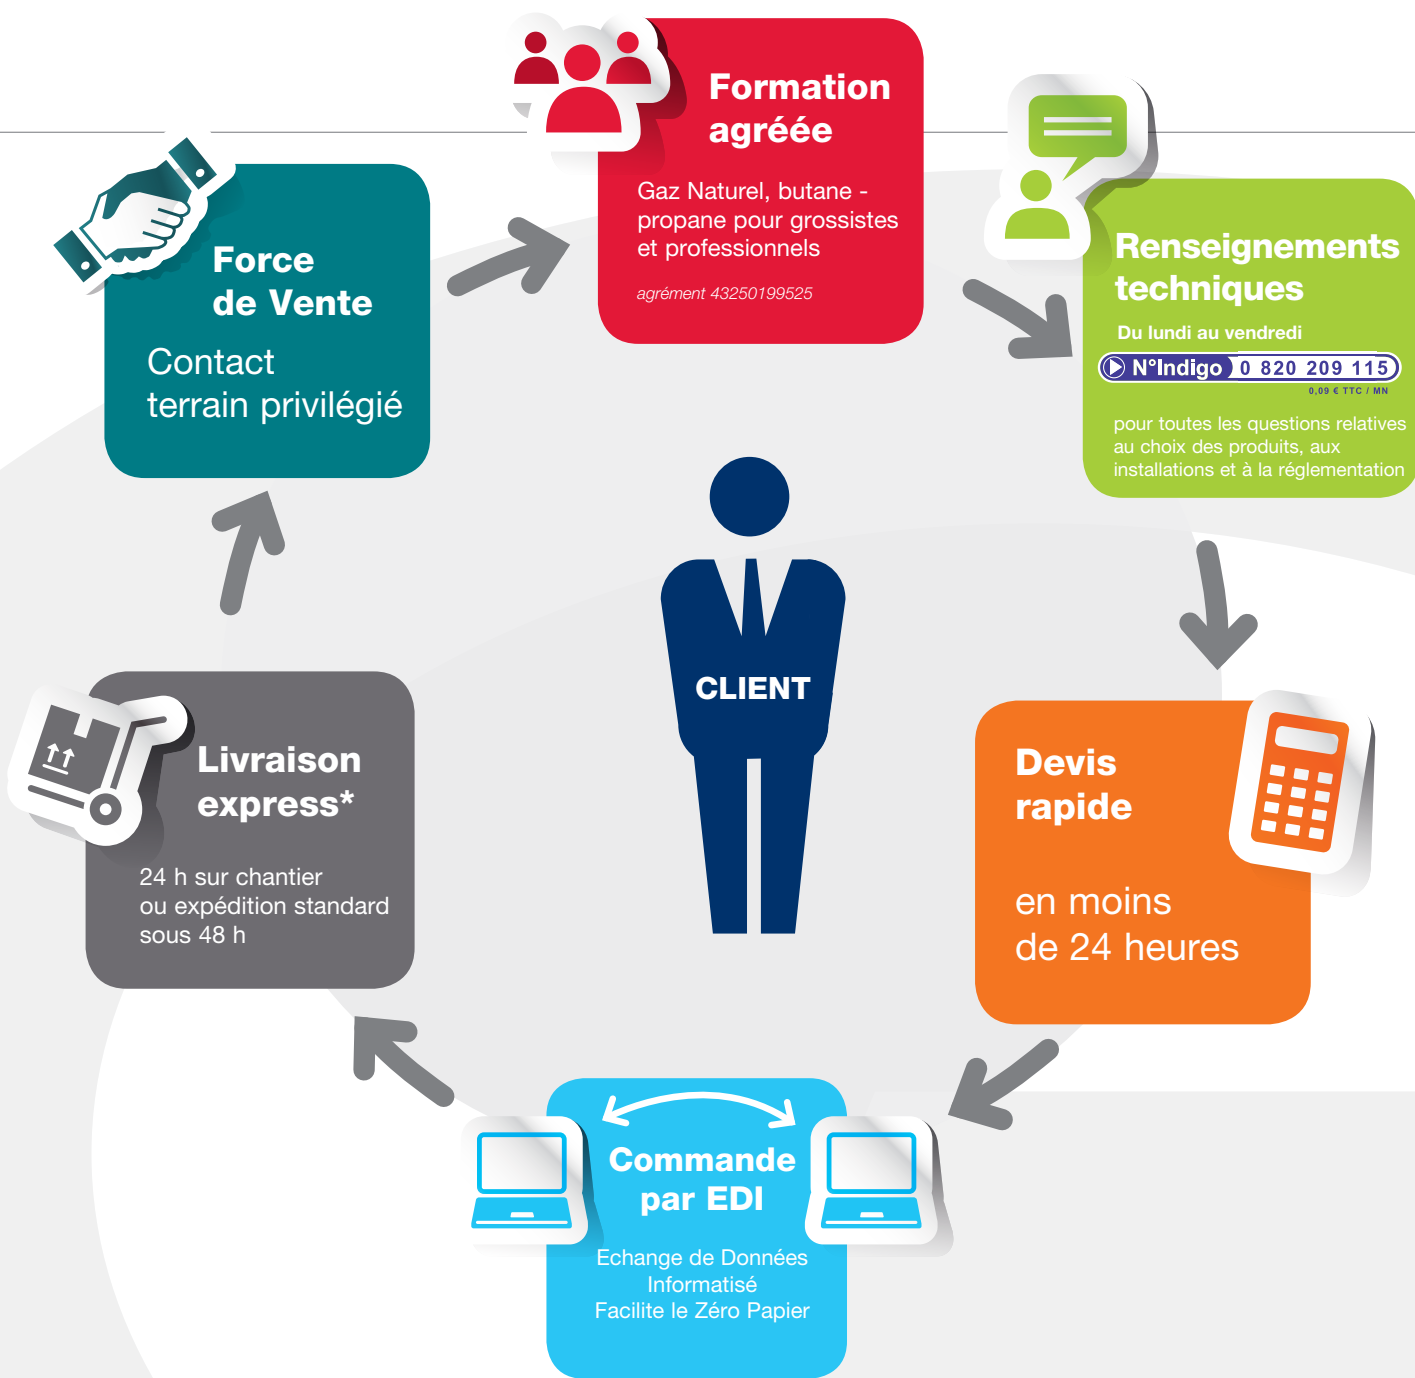 Formation
agréée
Gaz Naturel, butane -
propane pour grossistes
et professionnels
agrément 43250199525
Renseignements
techniques
Du lundi au vendredi
N°Indigo 0 820 209 115
0,09 € TTC / MN
pour toutes les questions relatives
au choix des produits, aux
installations et à la réglementation
Force
de Vente
Contact
terrain privilégié
CLIENT
Devis
rapide
en moins
de 24 heures
Livraison
express*
24 h sur chantier
ou expédition standard
sous 48 h
Commande
par EDI
Echange de Données
Informatisé
Facilite le Zéro Papier